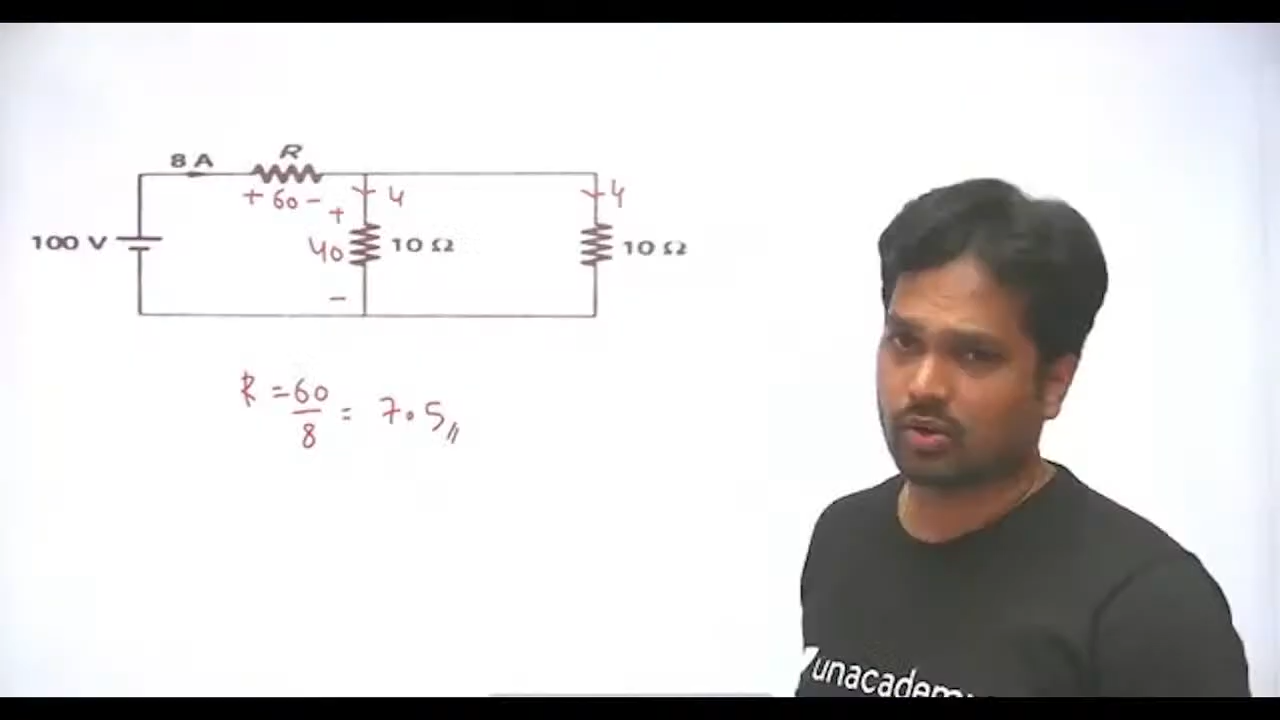 8 A R
+ 60 - 4 4
+
100 V 40 10 Ω 10 Ω
-
R = 60/8 = 7.5
unacadem